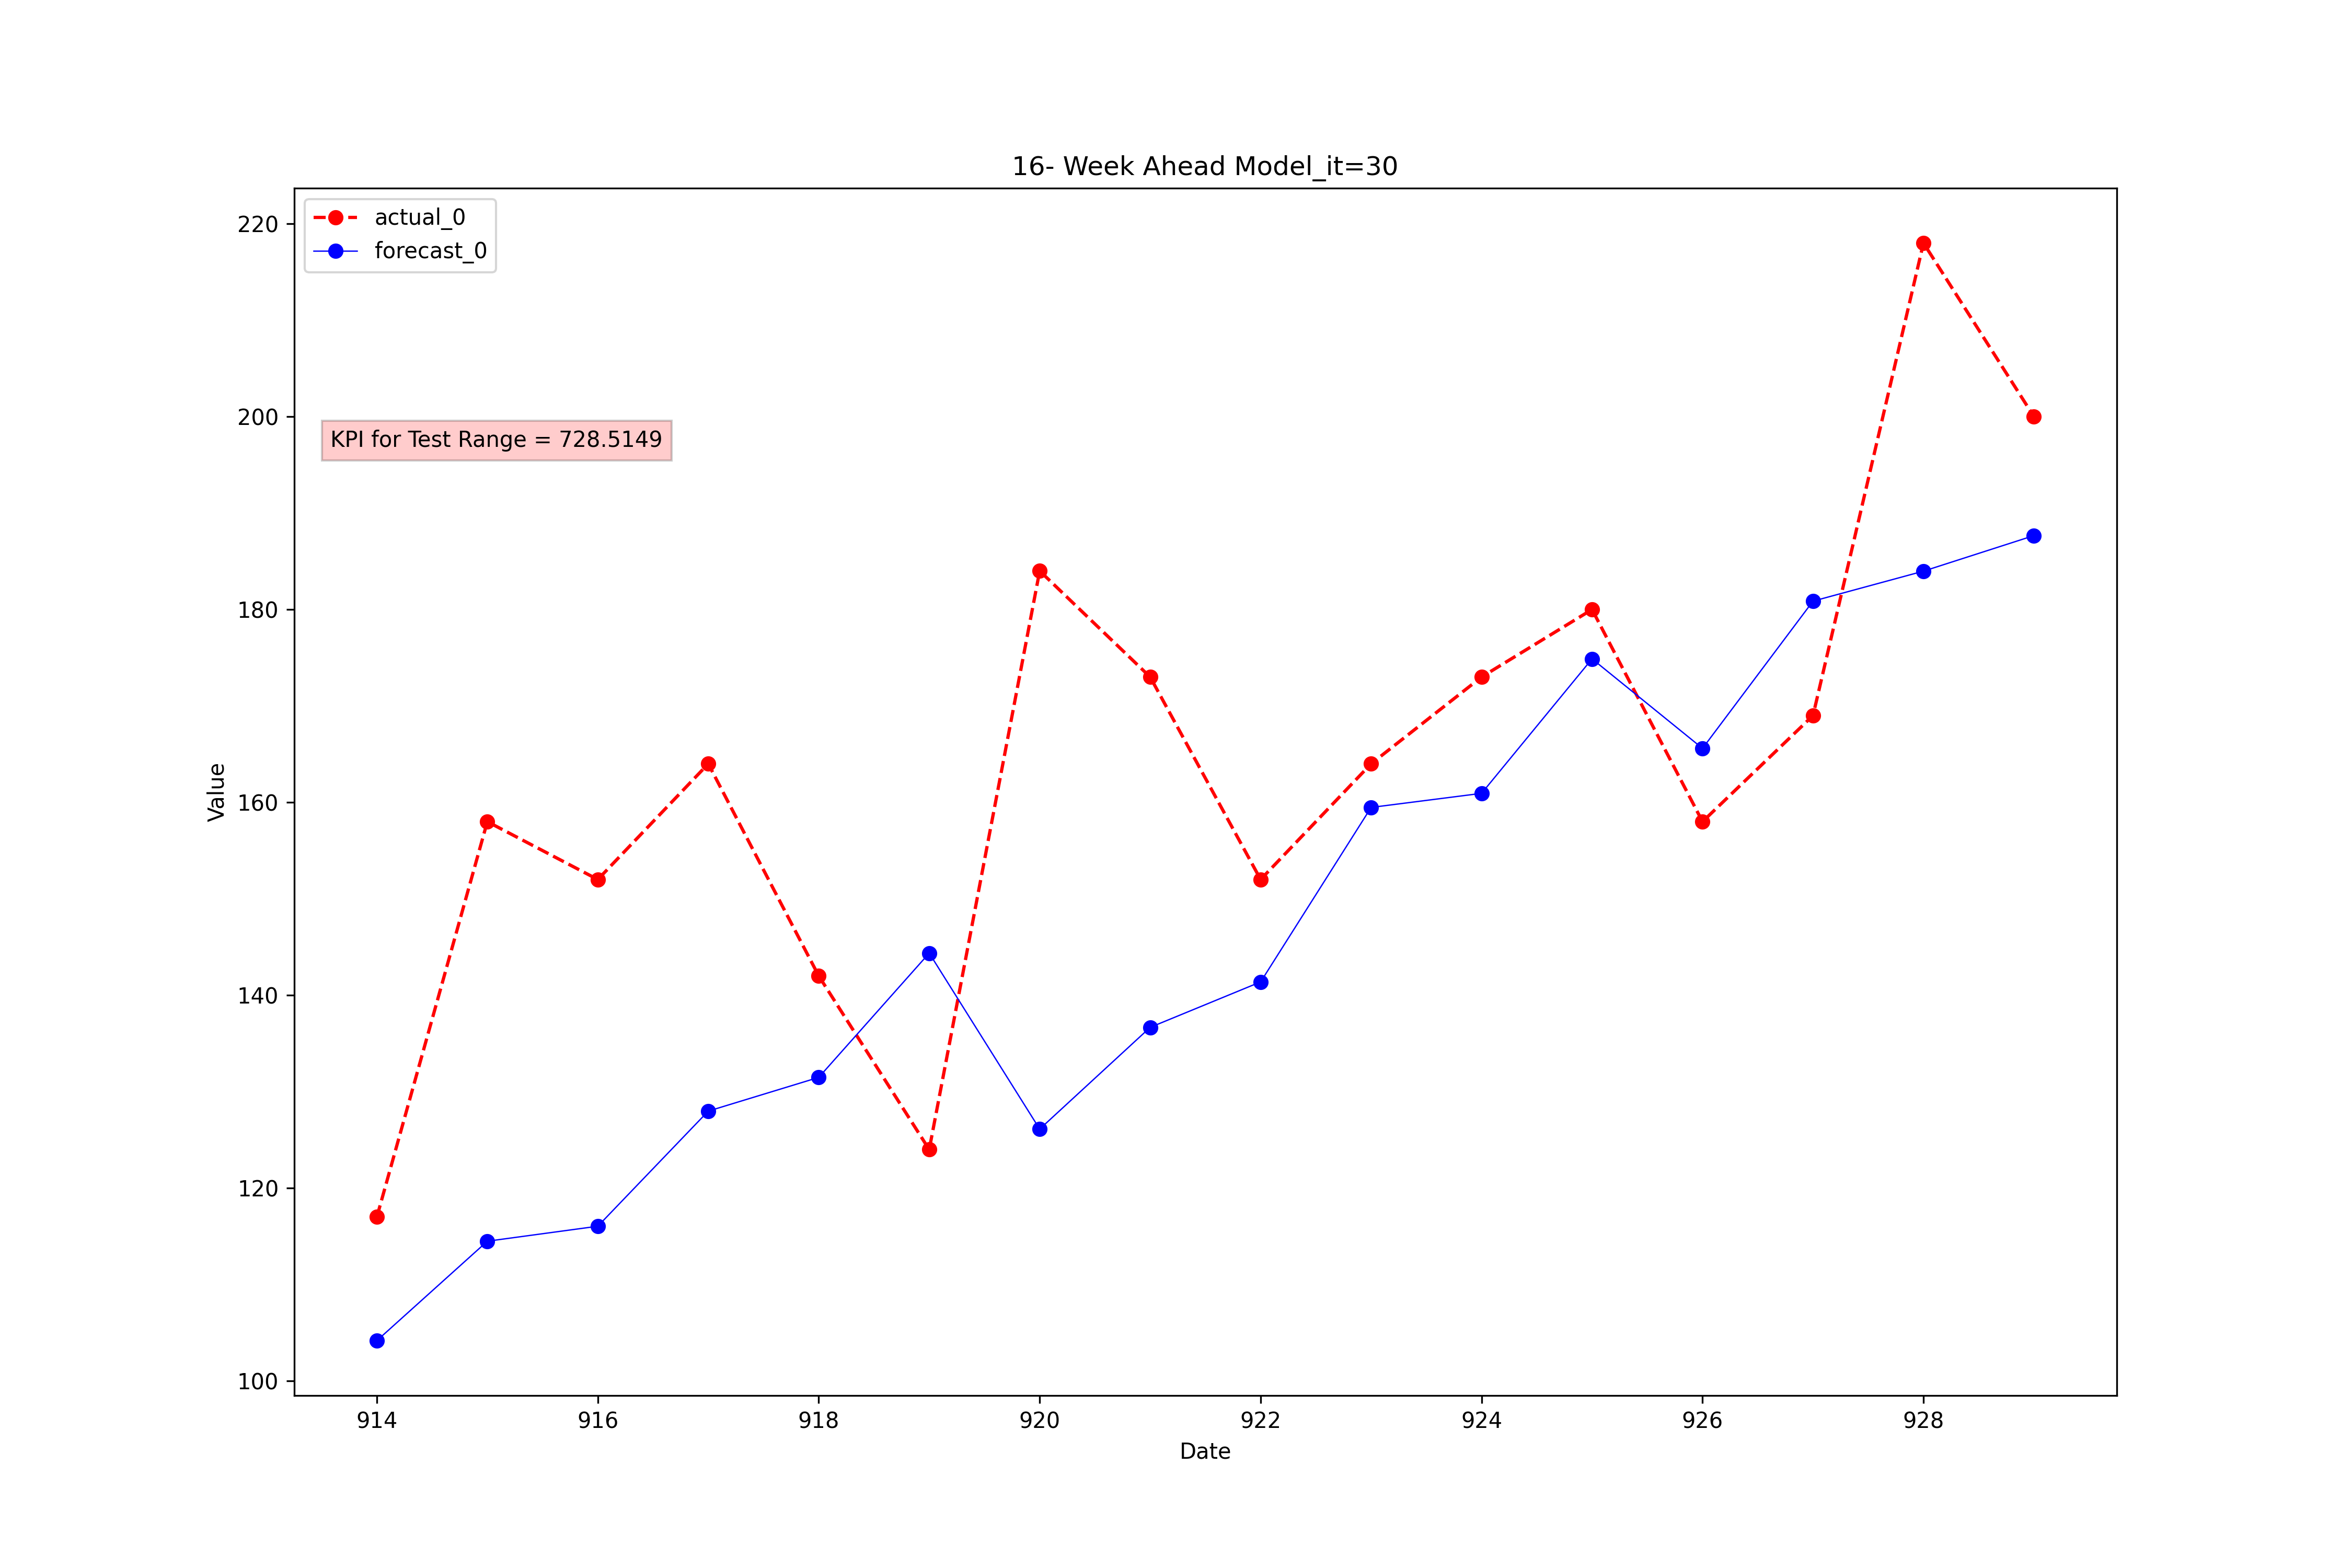 16- Week Ahead Model_it=30
actual_0
forecast_0
KPI for Test Range = 728.5149
Value
220
200
180
160
140
120
100
914 916 918 920 922 924 926 928
Date